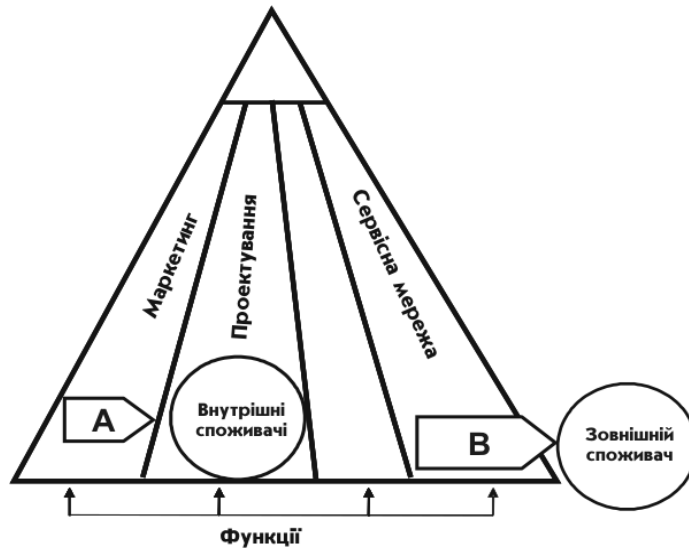 Маркетинг
Проектування
Сервісна мережа
A
Внутрішні
споживачі
B
Зовнішній
споживач
Функції